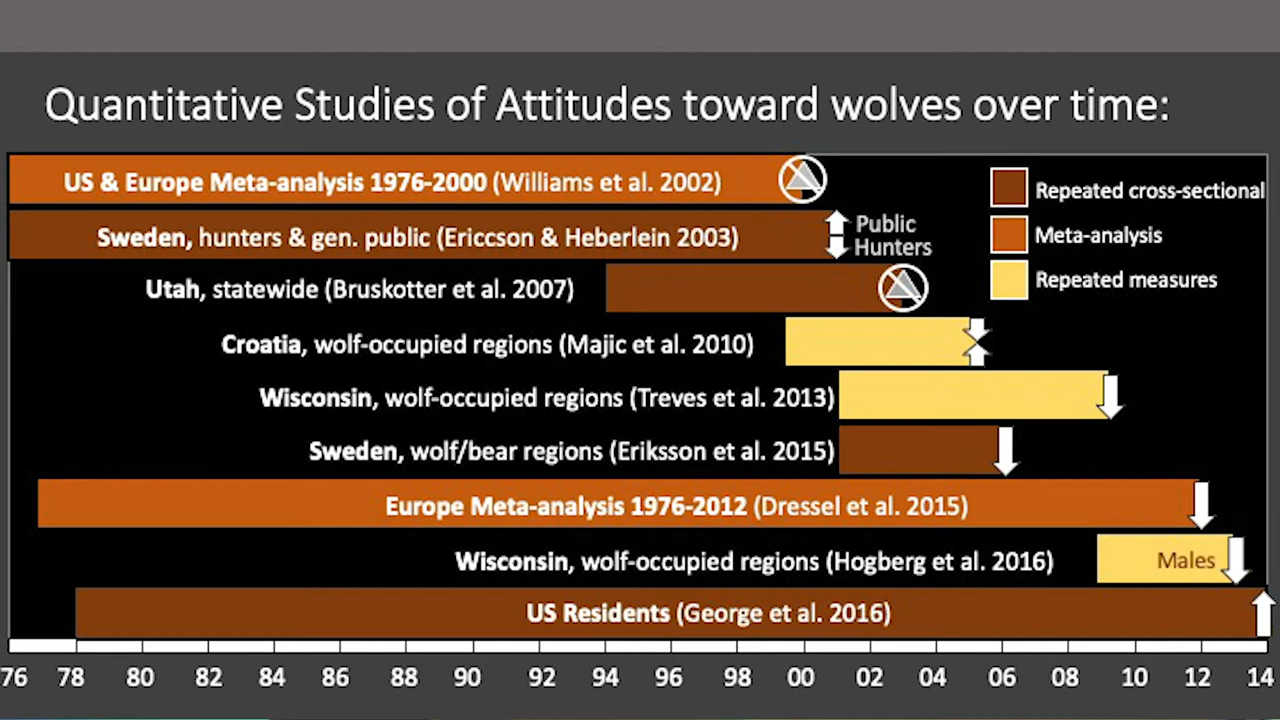 Quantitative Studies of Attitudes toward wolves over time:
US & Europe Meta-analysis 1976-2000 (Williams et al. 2002)
Repeated cross-sectional
Sweden, hunters & gen. public (Ericcson & Heberlein 2003)
Public
Hunters
Meta-analysis
Utah, statewide (Bruskotter et al. 2007)
Repeated measures
Croatia, wolf-occupied regions (Majic et al. 2010)
Wisconsin, wolf-occupied regions (Treves et al. 2013)
Sweden, wolf/bear regions (Eriksson et al. 2015)
Europe Meta-analysis 1976-2012 (Dressel et al. 2015)
Wisconsin, wolf-occupied regions (Hogberg et al. 2016)
Males
US Residents (George et al. 2016)
76 78 80 82 84 86 88 90 92 94 96 98 00 02 04 06 08 10 12 14